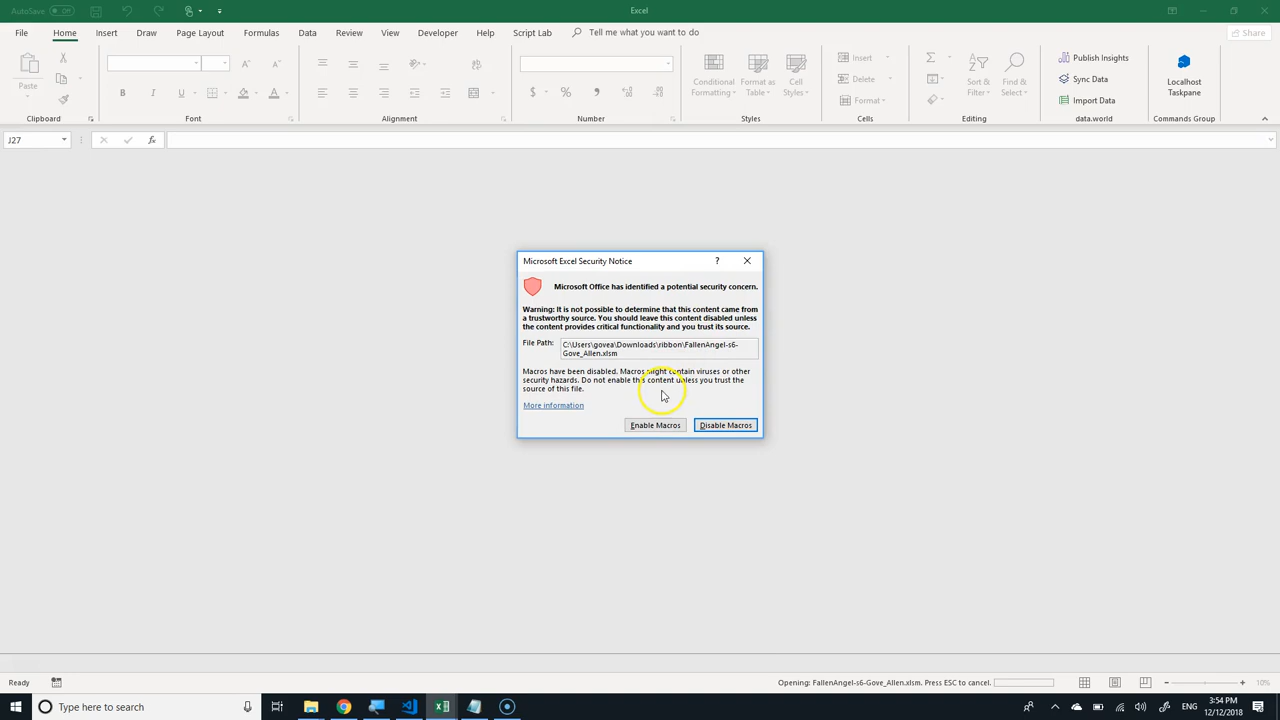 AutoSave Off
Excel
File Home Insert Draw Page Layout Formulas Data Review View Developer Help Script Lab Tell me what you want to do Share
Paste
Clipboard
B I U A
Font
Alignment
$ % ,
Number
Conditional Formatting
Format as Table
Cell Styles
Styles
Insert
Delete
Format
Cells
Sort & Filter
Find & Select
Editing
Publish Insights
Sync Data
Import Data
data.world
Localhost Taskpane
Commands Group
J27 fx
Microsoft Excel Security Notice ?
Microsoft Office has identified a potential security concern.
Warning: It is not possible to determine that this content came from
a trustworthy source. You should leave this content disabled unless
the content provides critical functionality and you trust its source.
File Path: C:\Users\govea\Downloads\ribbon\FallenAngel-s6-
Gove_Allen.xlsm
Macros have been disabled. Macros might contain viruses or other
security hazards. Do not enable this content unless you trust the
source of this file.
More information
Enable Macros Disable Macros
Ready Opening: FallenAngel-s6-Gove_Allen.xlsm. Press ESC to cancel. 10%
Type here to search
ENG
3:54 PM
12/12/2018